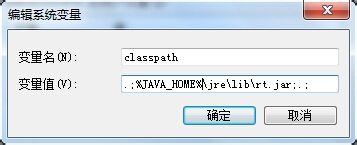 编辑系统变量
变量名(N):
classpath
变量值(V):
.;%JAVA_HOME%\jre\lib\rt.jar;.;
确定
取消